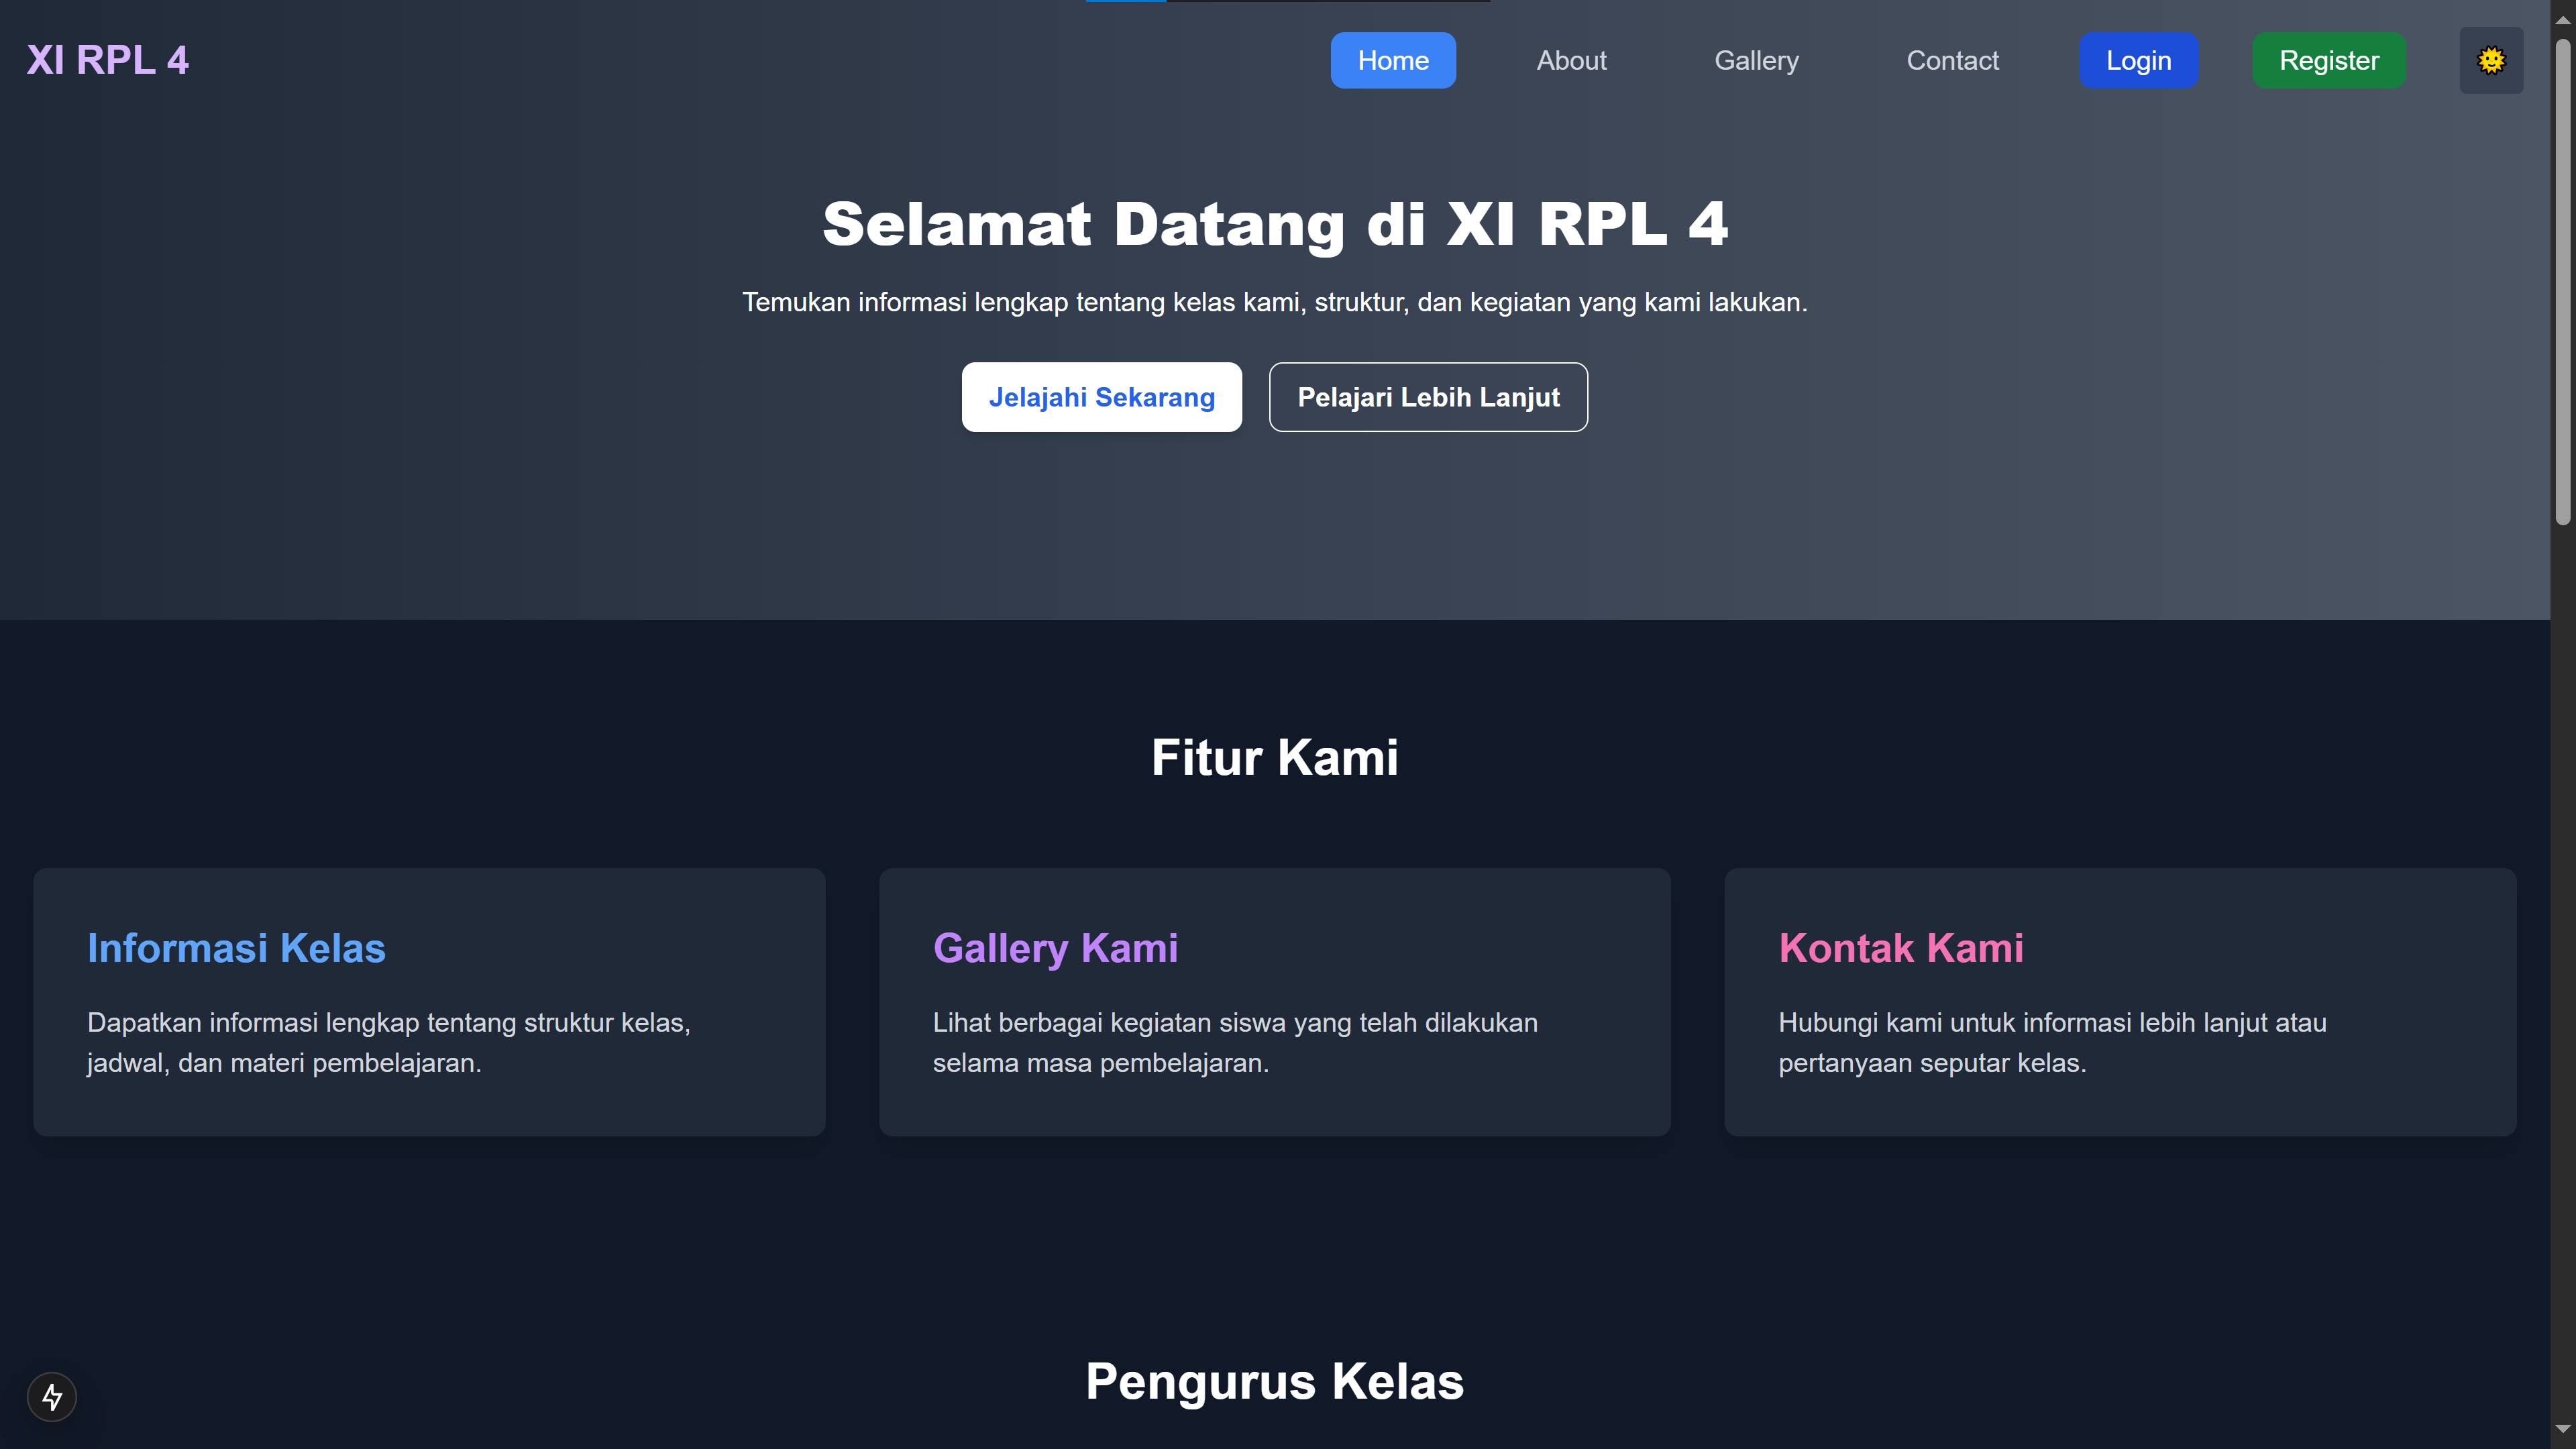 XI RPL 4
Home
About
Gallery
Contact
Login
Register
Selamat Datang di XI RPL 4
Temukan informasi lengkap tentang kelas kami, struktur, dan kegiatan yang kami lakukan.
Jelajahi Sekarang
Pelajari Lebih Lanjut
Fitur Kami
Informasi Kelas
Dapatkan informasi lengkap tentang struktur kelas,
jadwal, dan materi pembelajaran.
Gallery Kami
Lihat berbagai kegiatan siswa yang telah dilakukan
selama masa pembelajaran.
Kontak Kami
Hubungi kami untuk informasi lebih lanjut atau
pertanyaan seputar kelas.
Pengurus Kelas